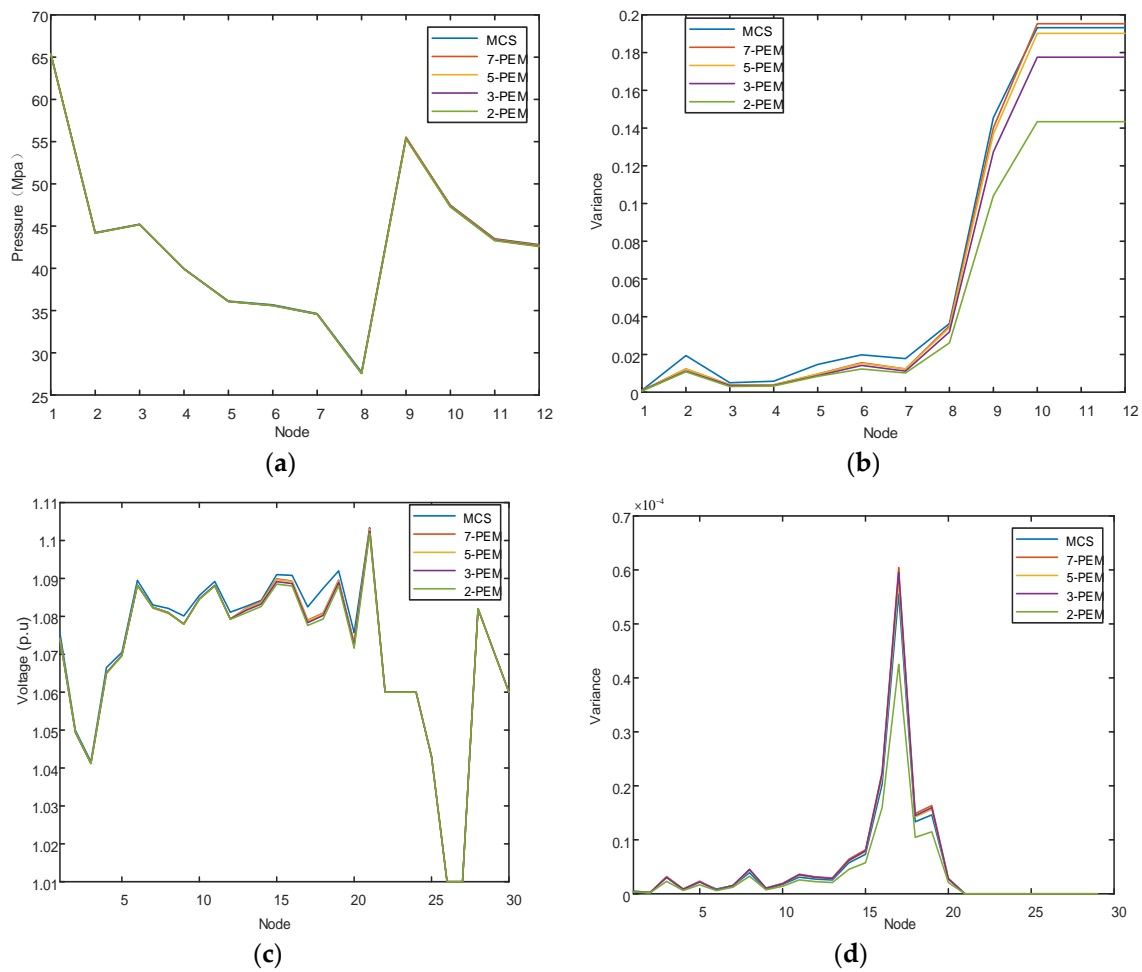 70
65
60
55
50
45
40
35
30
25
Pressure（Mpa）
MCS
7-PEM
5-PEM
3-PEM
2-PEM
1 2 3 4 5 6 7 8 9 10 11 12
Node
(a)
0.2
0.18
0.16
0.14
0.12
0.1
0.08
0.06
0.04
0.02
0
Variance
MCS
7-PEM
5-PEM
3-PEM
2-PEM
1 2 3 4 5 6 7 8 9 10 11 12
Node
(b)
1.11
1.1
1.09
1.08
1.07
1.06
1.05
1.04
1.03
1.02
1.01
Voltage (p.u)
MCS
7-PEM
5-PEM
3-PEM
2-PEM
5 10 15 20 25 30
Node
(c)
×10⁻⁴
0.7
0.6
0.5
0.4
0.3
0.2
0.1
0
Variance
MCS
7-PEM
5-PEM
3-PEM
2-PEM
5 10 15 20 25 30
Node
(d)